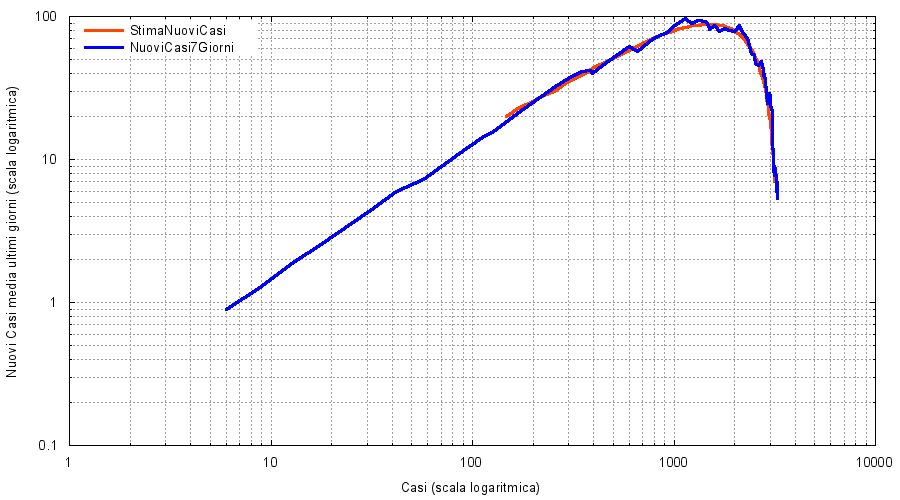 100
10
1
0.1
StimaNuoviCasi
NuoviCasi7Giorni
Nuovi Casi media ultimi giorni (scala logaritmica)
1 10 100 1000 10000
Casi (scala logaritmica)